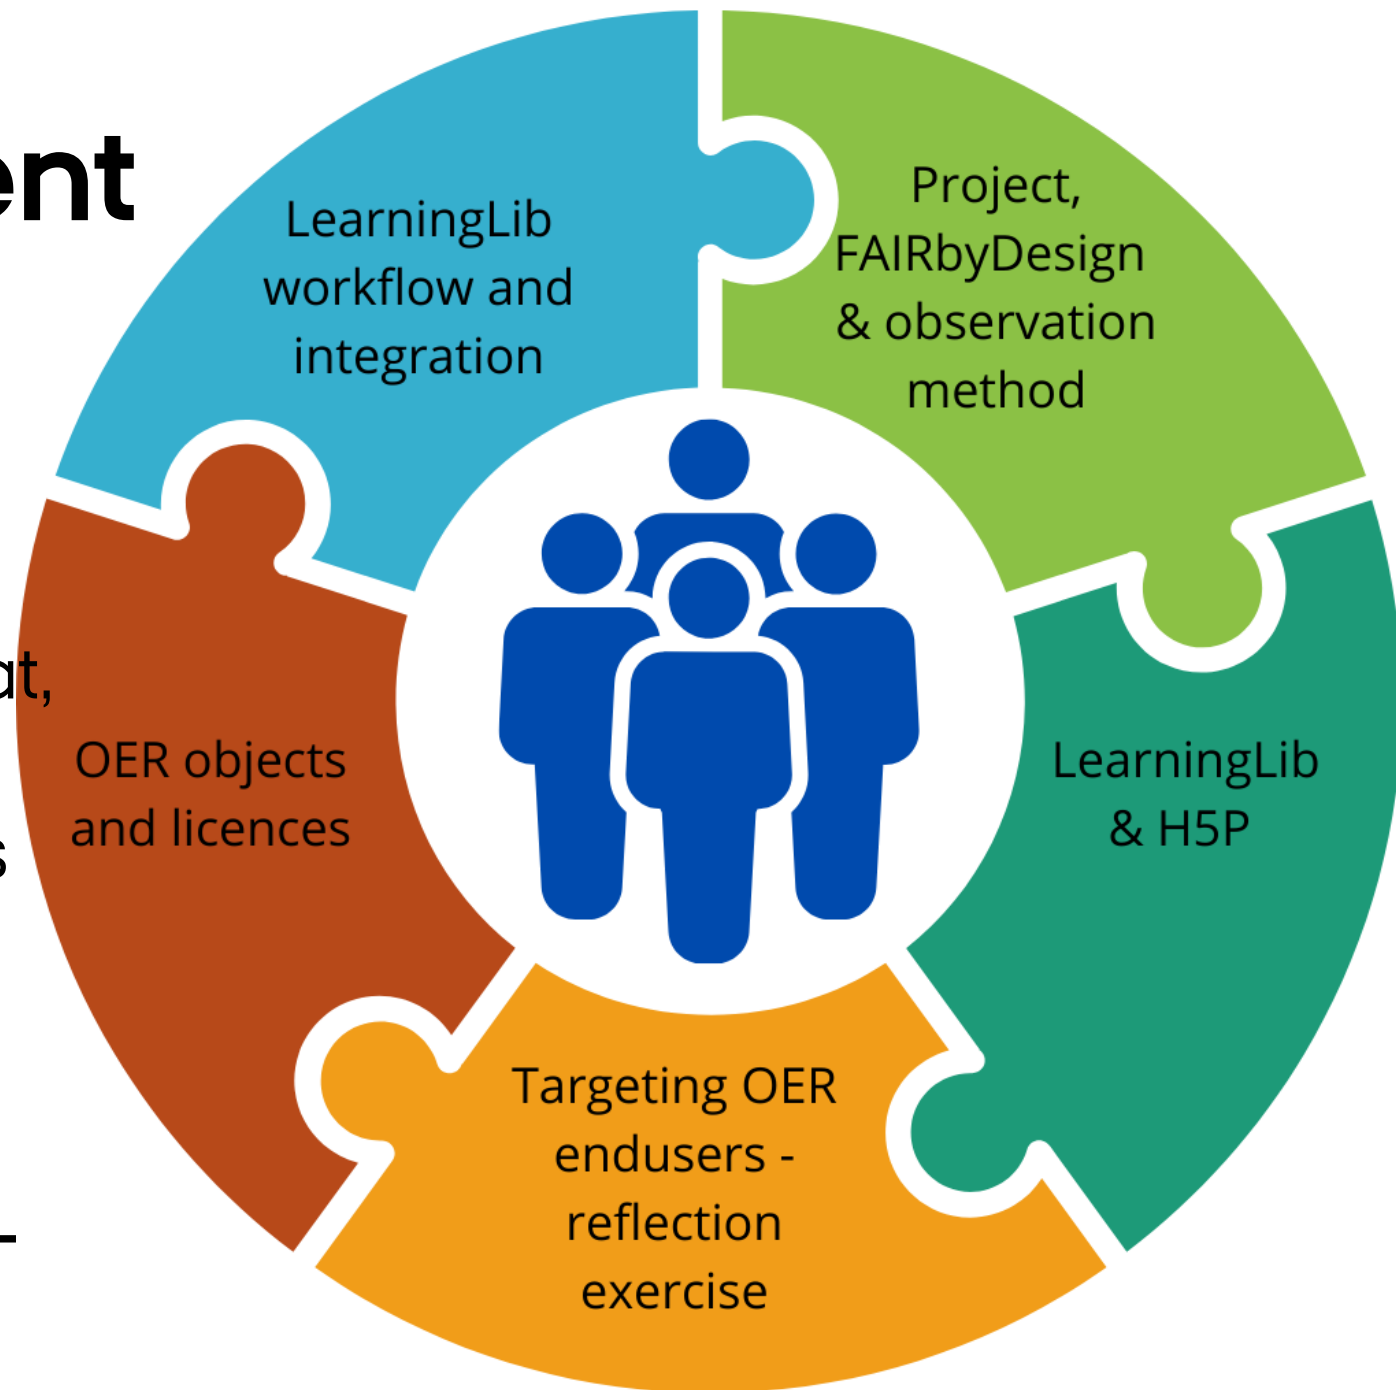 ent
LearningLib
workflow and
integration
Project,
FAIRbyDesign
& observation
method
at,
OER objects
and licences
s
LearningLib
& H5P
Targeting OER
endusers -
reflection
exercise
-